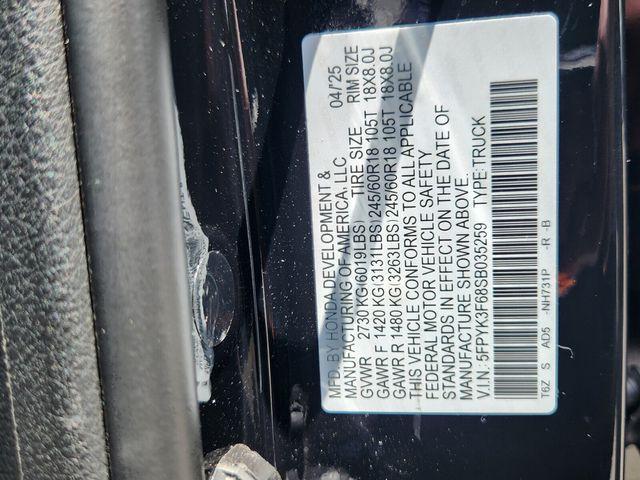 MFD. BY HONDA DEVELOPMENT &
MANUFACTURING OF AMERICA, LLC 04/'25
GVWR 2730 KG(6019LBS) TIRE SIZE RIM SIZE
GAWR F 1420 KG(3131LBS)245/60R18 105T 18X8.0J
GAWR R 1480 KG(3263LBS)245/60R18 105T 18X8.0J
THIS VEHICLE CONFORMS TO ALL APPLICABLE
FEDERAL MOTOR VEHICLE SAFETY
STANDARDS IN EFFECT ON THE DATE OF
MANUFACTURE SHOWN ABOVE.
V.I.N.: 5FPYK3F68SB035259 TYPE:TRUCK
T6Z S AD5 -NH731P -R -B